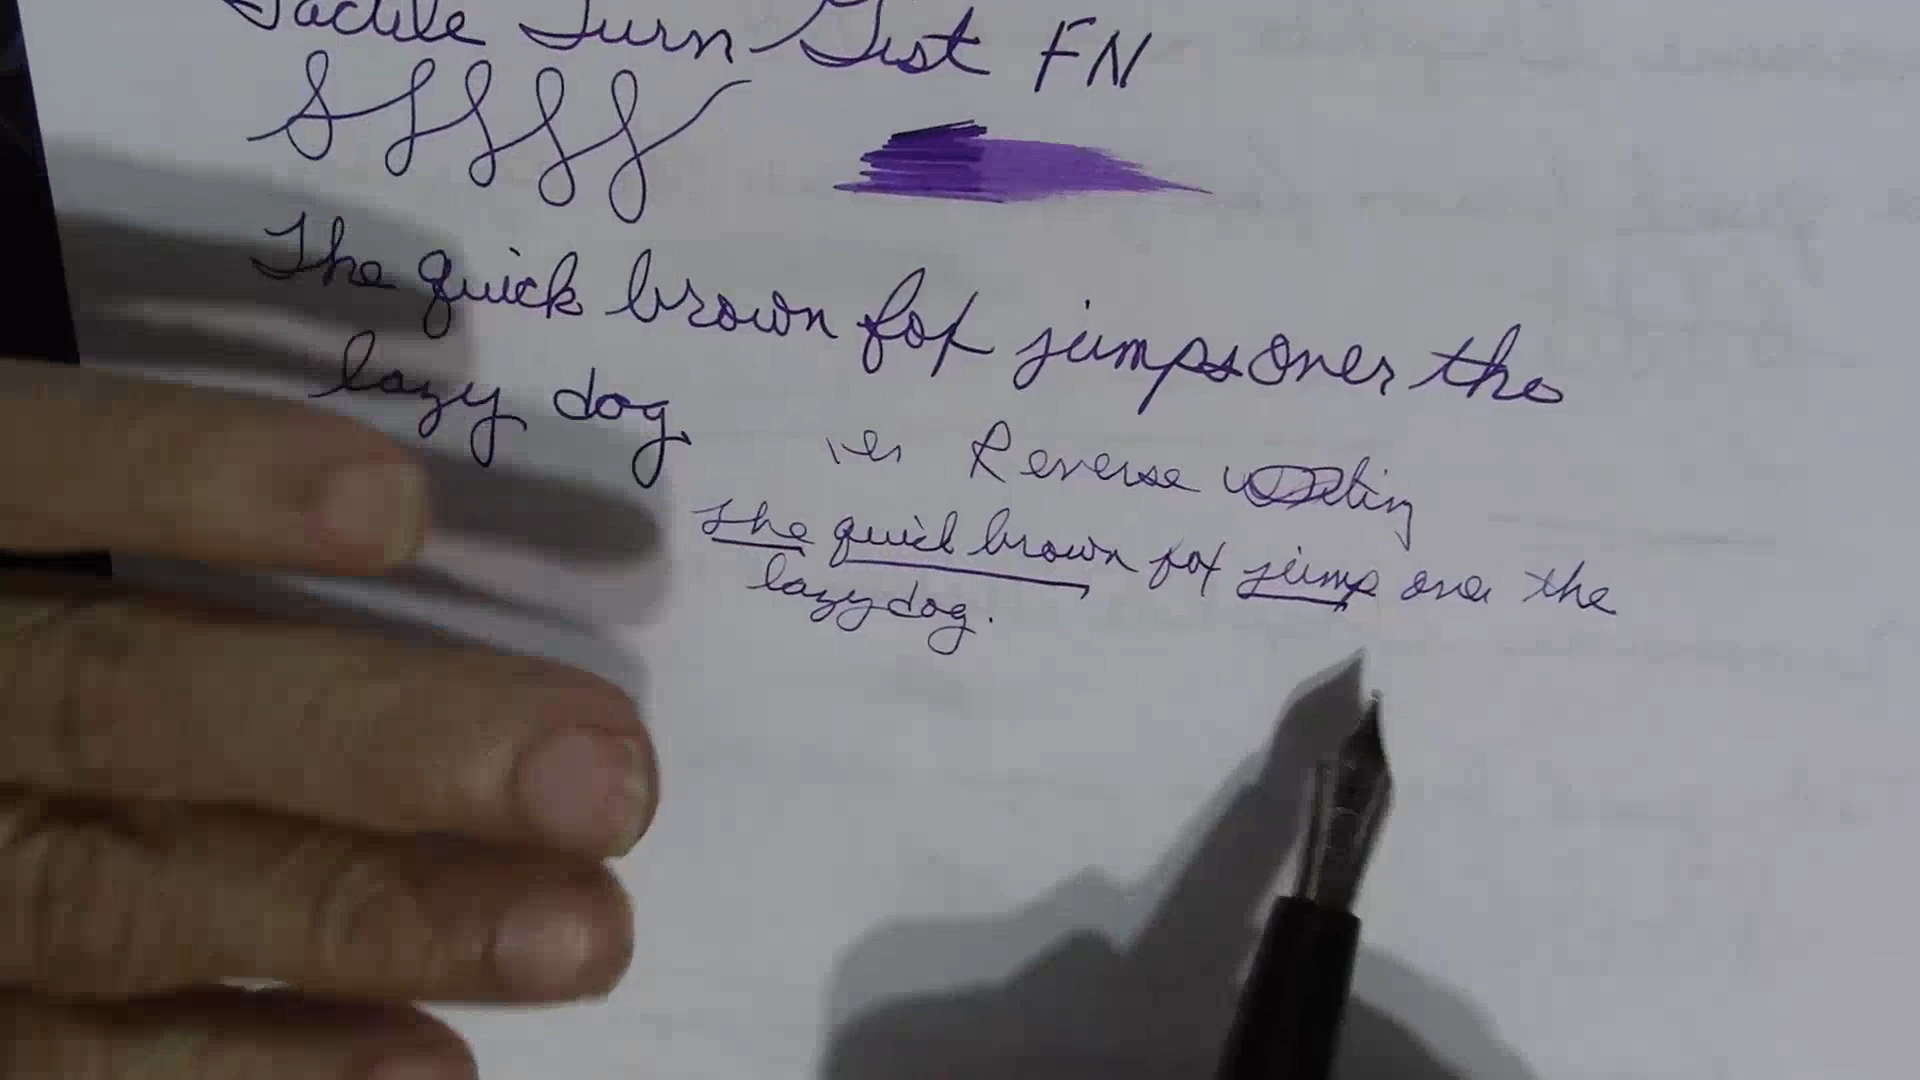 Tactile Turn Gist FN
The quick brown fox jumps over the
lazy dog.
Reverse
the quick brown fox jump over the
lazy dog.